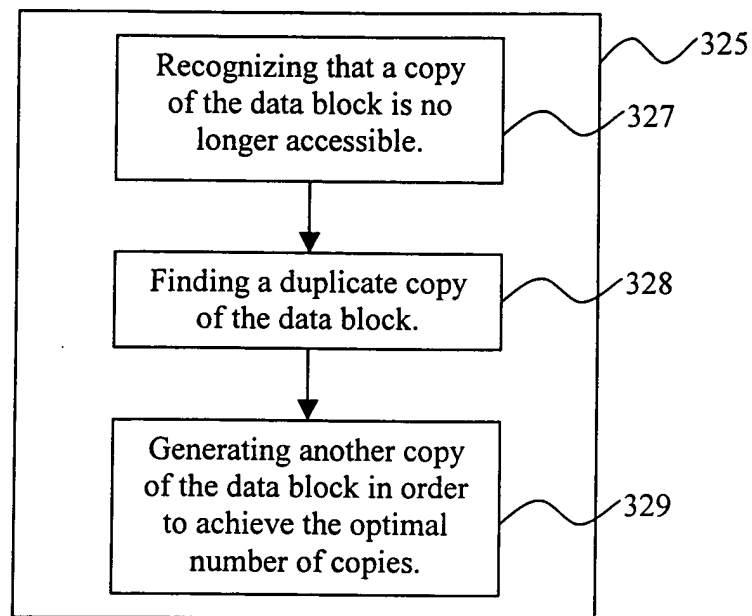 325
Recognizing that a copy
of the data block is no
longer accessible.
327
Finding a duplicate copy
of the data block.
328
Generating another copy
of the data block in order
to achieve the optimal
number of copies.
329